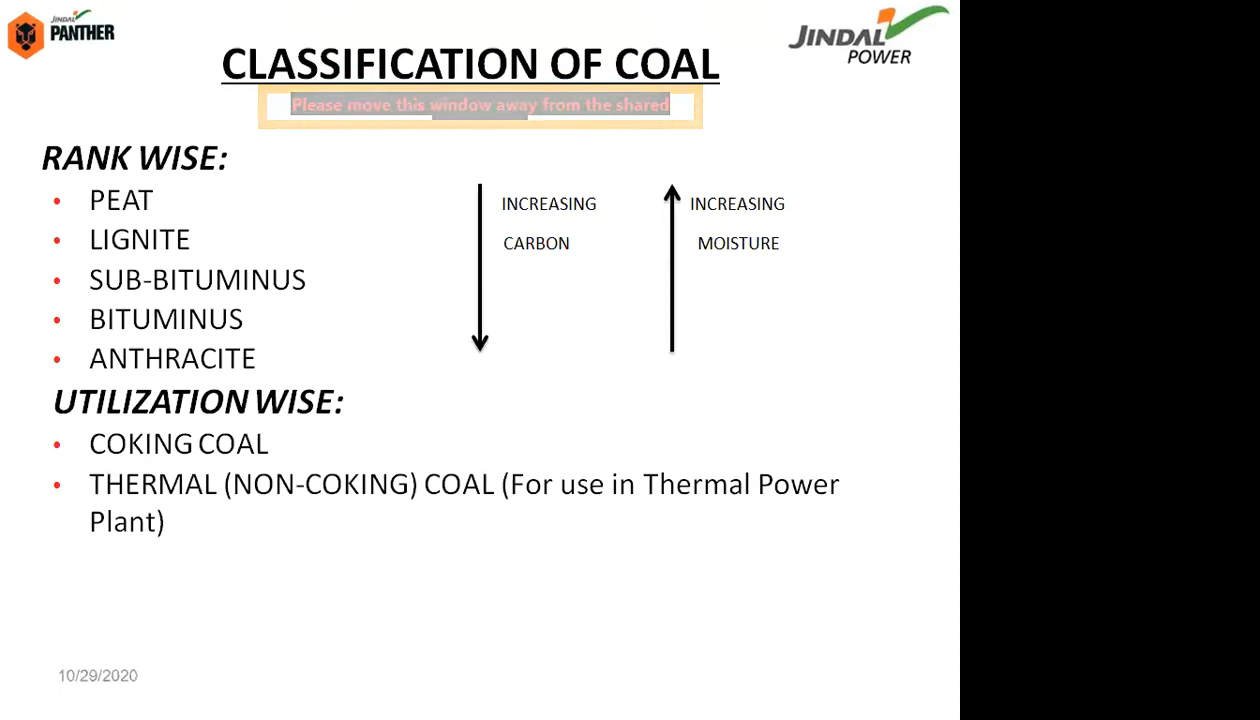 JINDAL
PANTHER
JINDAL
POWER
CLASSIFICATION OF COAL
Please move this window away from the shared
RANK WISE:
• PEAT
• LIGNITE
• SUB-BITUMINUS
• BITUMINUS
• ANTHRACITE
INCREASING
CARBON
INCREASING
MOISTURE
UTILIZATION WISE:
• COKING COAL
• THERMAL (NON-COKING) COAL (For use in Thermal Power
Plant)
10/29/2020